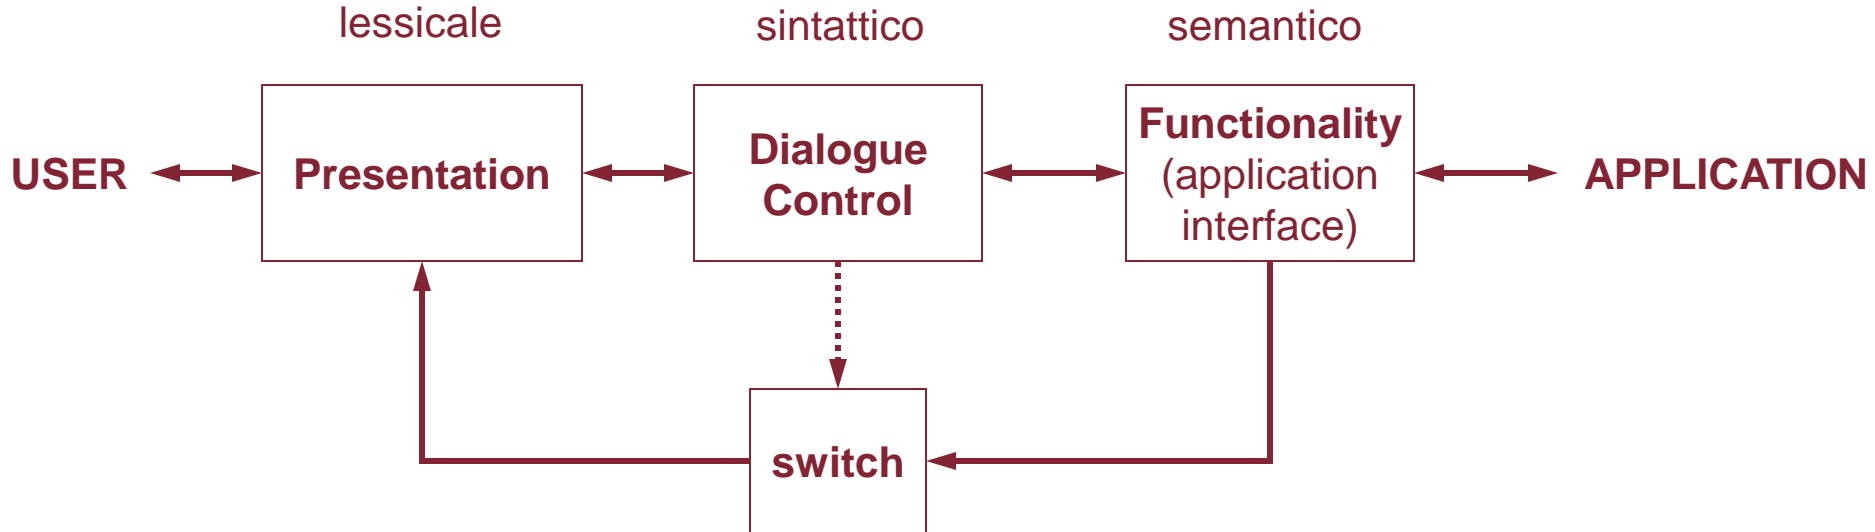 lessicale
sintattico
semantico
USER
Presentation
Dialogue
Control
Functionality
(application
interface)
APPLICATION
switch